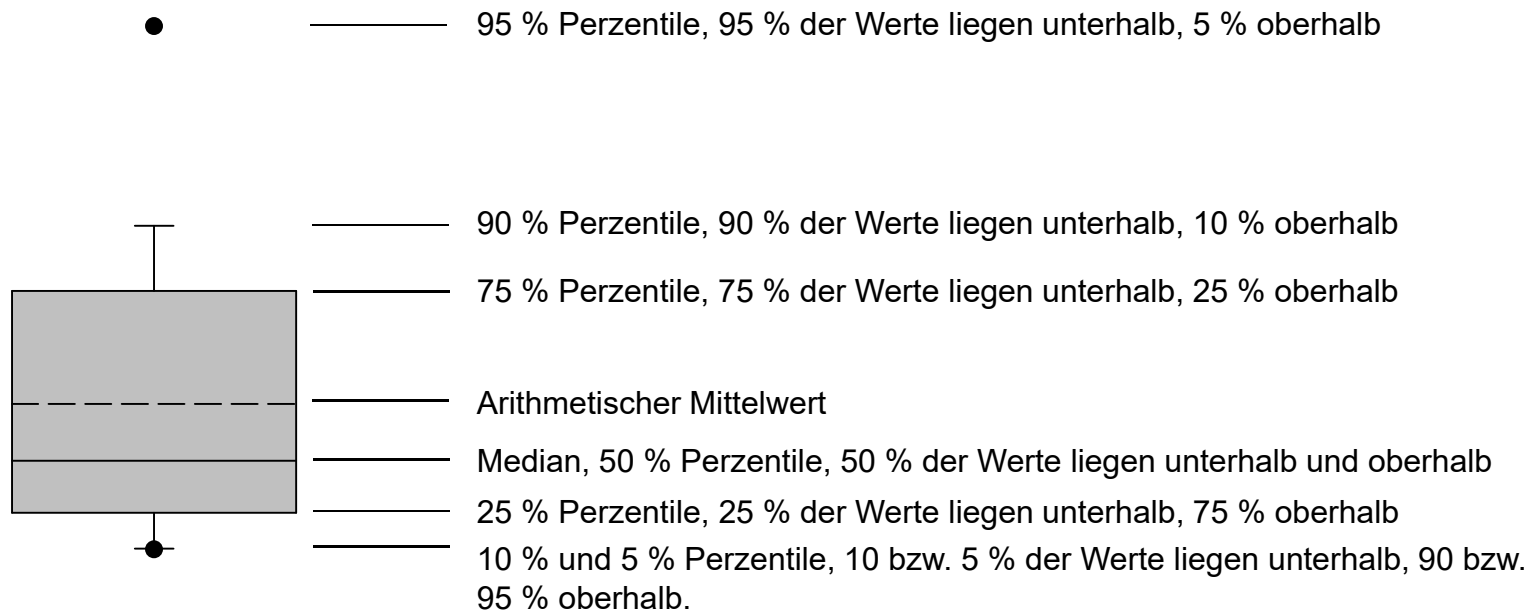 95 % Perzentile, 95 % der Werte liegen unterhalb, 5 % oberhalb
90 % Perzentile, 90 % der Werte liegen unterhalb, 10 % oberhalb
75 % Perzentile, 75 % der Werte liegen unterhalb, 25 % oberhalb
Arithmetischer Mittelwert
Median, 50 % Perzentile, 50 % der Werte liegen unterhalb und oberhalb
25 % Perzentile, 25 % der Werte liegen unterhalb, 75 % oberhalb
10 % und 5 % Perzentile, 10 bzw. 5 % der Werte liegen unterhalb, 90 bzw.
95 % oberhalb.